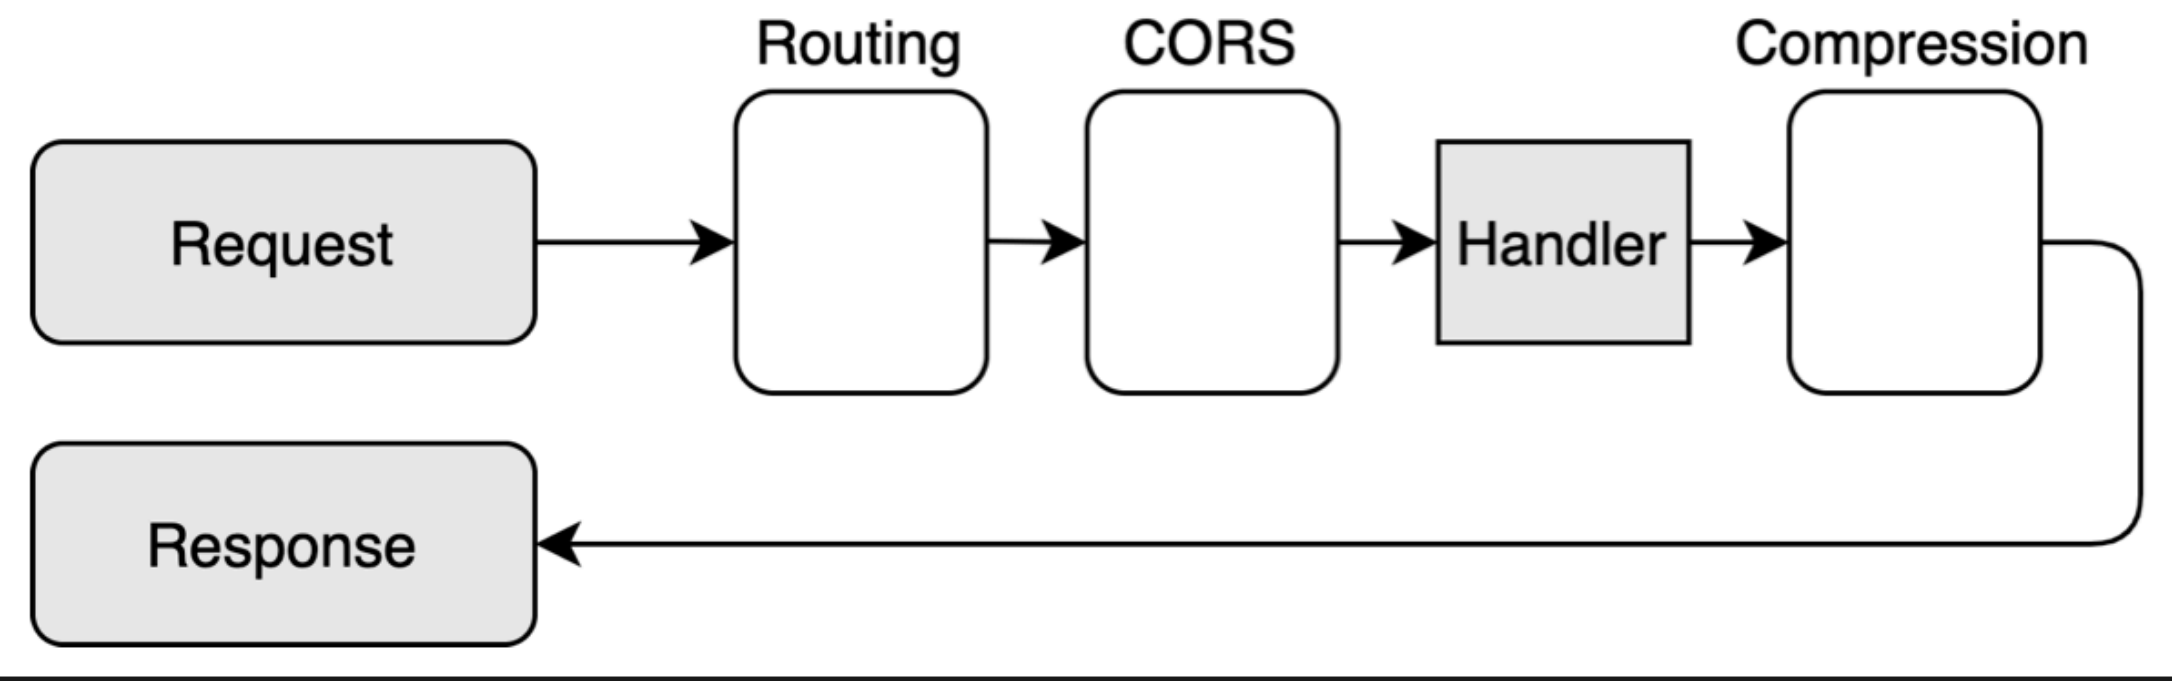 Routing
CORS
Compression
Request
Handler
Response